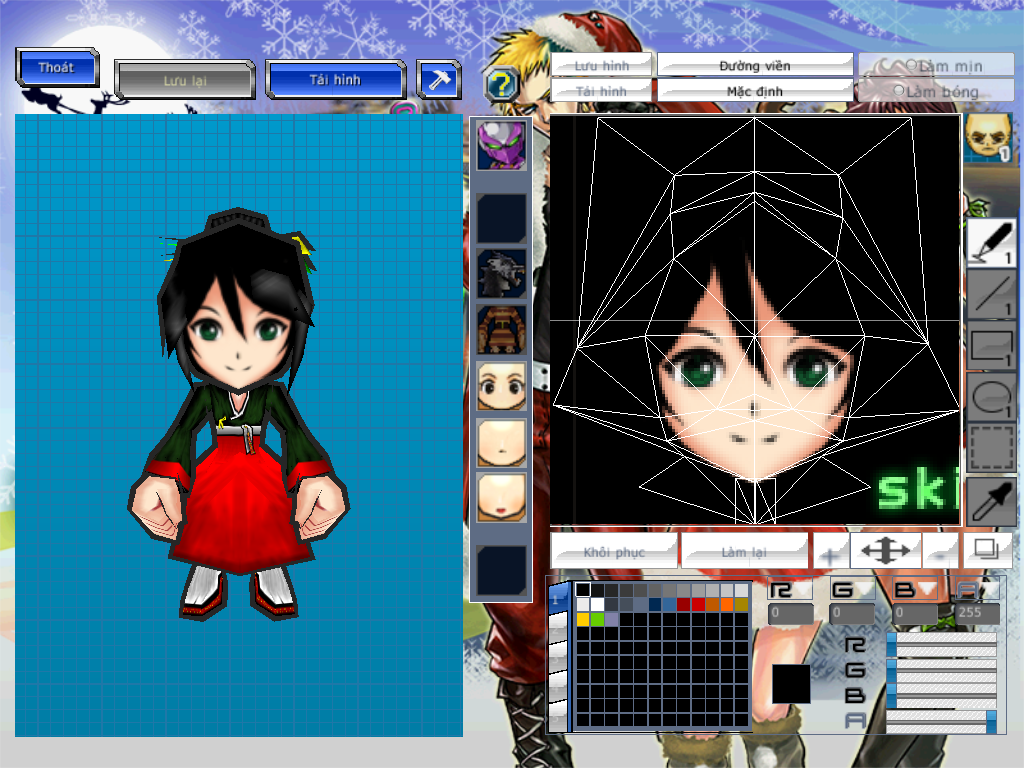 Thoát
Lưu lại
Tải hình
?
Lưu hình
Đường viền
Làm mịn
Tải hình
Mặc định
Làm bóng
1
1
1
1
1
ski
Khôi phục
Làm lại
+
-
1
R
G
B
A
0
0
0
255
R
G
B
A